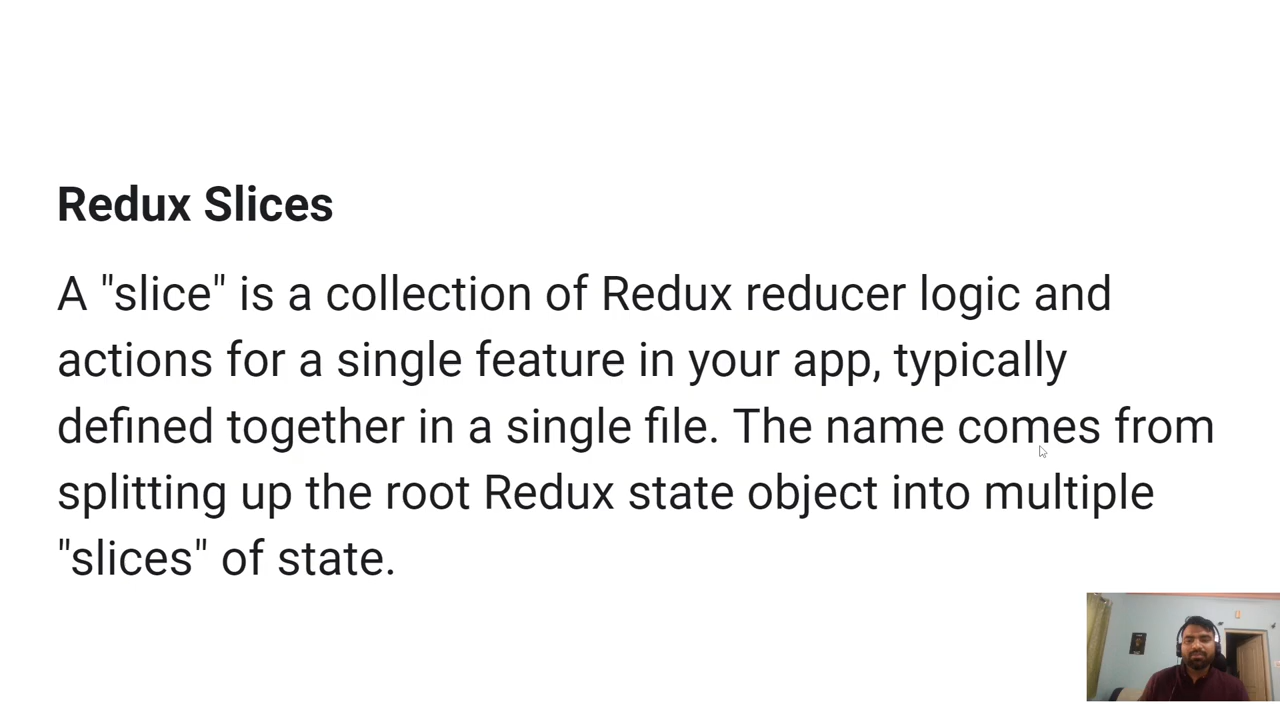 Redux Slices
A "slice" is a collection of Redux reducer logic and
actions for a single feature in your app, typically
defined together in a single file. The name comes from
splitting up the root Redux state object into multiple
"slices" of state.